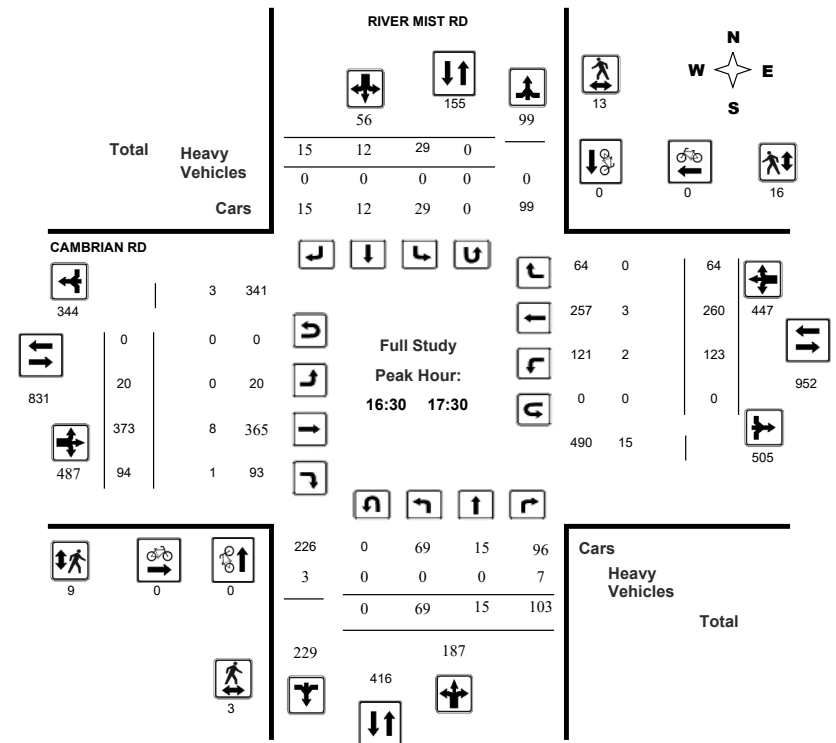 RIVER MIST RD
N
W E
S
155
13
56 99
Total Heavy Vehicles
15 12 29 0
0 0 0 0 0
Cars 15 12 29 0 99
0 0 16
CAMBRIAN RD
344
3 341
0 0 0
831
20 0 20
373 8 365
487
94 1 93
Full Study
Peak Hour:
16:30 17:30
64 0 64
257 3 260 447
121 2 123
952
0 0 0
490 15
505
226 0 69 15 96
3 0 0 0 7
0 69 15 103
Cars
Heavy
Vehicles
Total
9 0 0
229 187
416
3